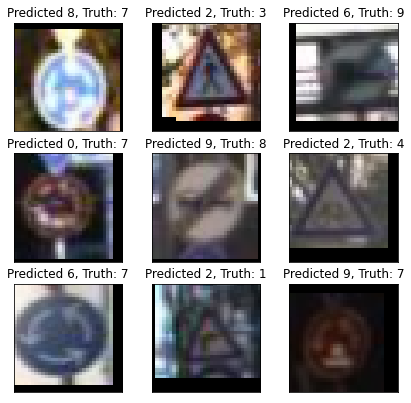 Predicted 8, Truth: 7
Predicted 2, Truth: 3
Predicted 6, Truth: 9
Predicted 0, Truth: 7
Predicted 9, Truth: 8
Predicted 2, Truth: 4
Predicted 6, Truth: 7
Predicted 2, Truth: 1
Predicted 9, Truth: 7